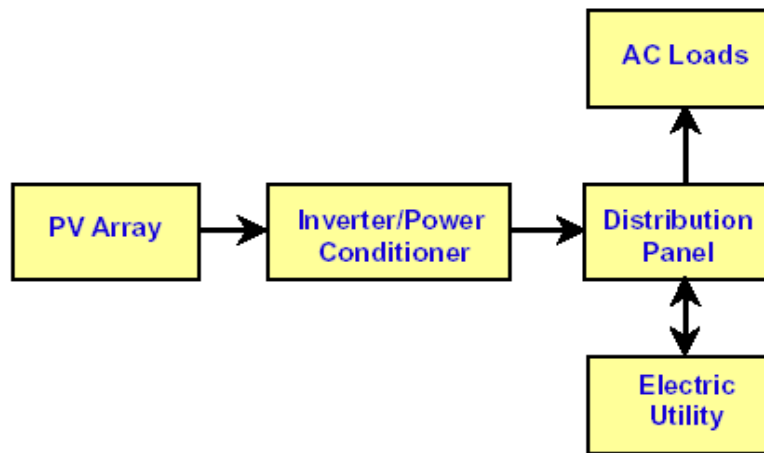 AC Loads
PV Array
Inverter/Power
Conditioner
Distribution
Panel
Electric
Utility